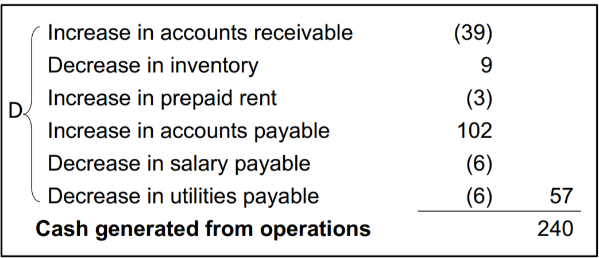 Increase in accounts receivable (39)
Decrease in inventory 9
D Increase in prepaid rent (3)
Increase in accounts payable 102
Decrease in salary payable (6)
Decrease in utilities payable (6) 57
Cash generated from operations 240